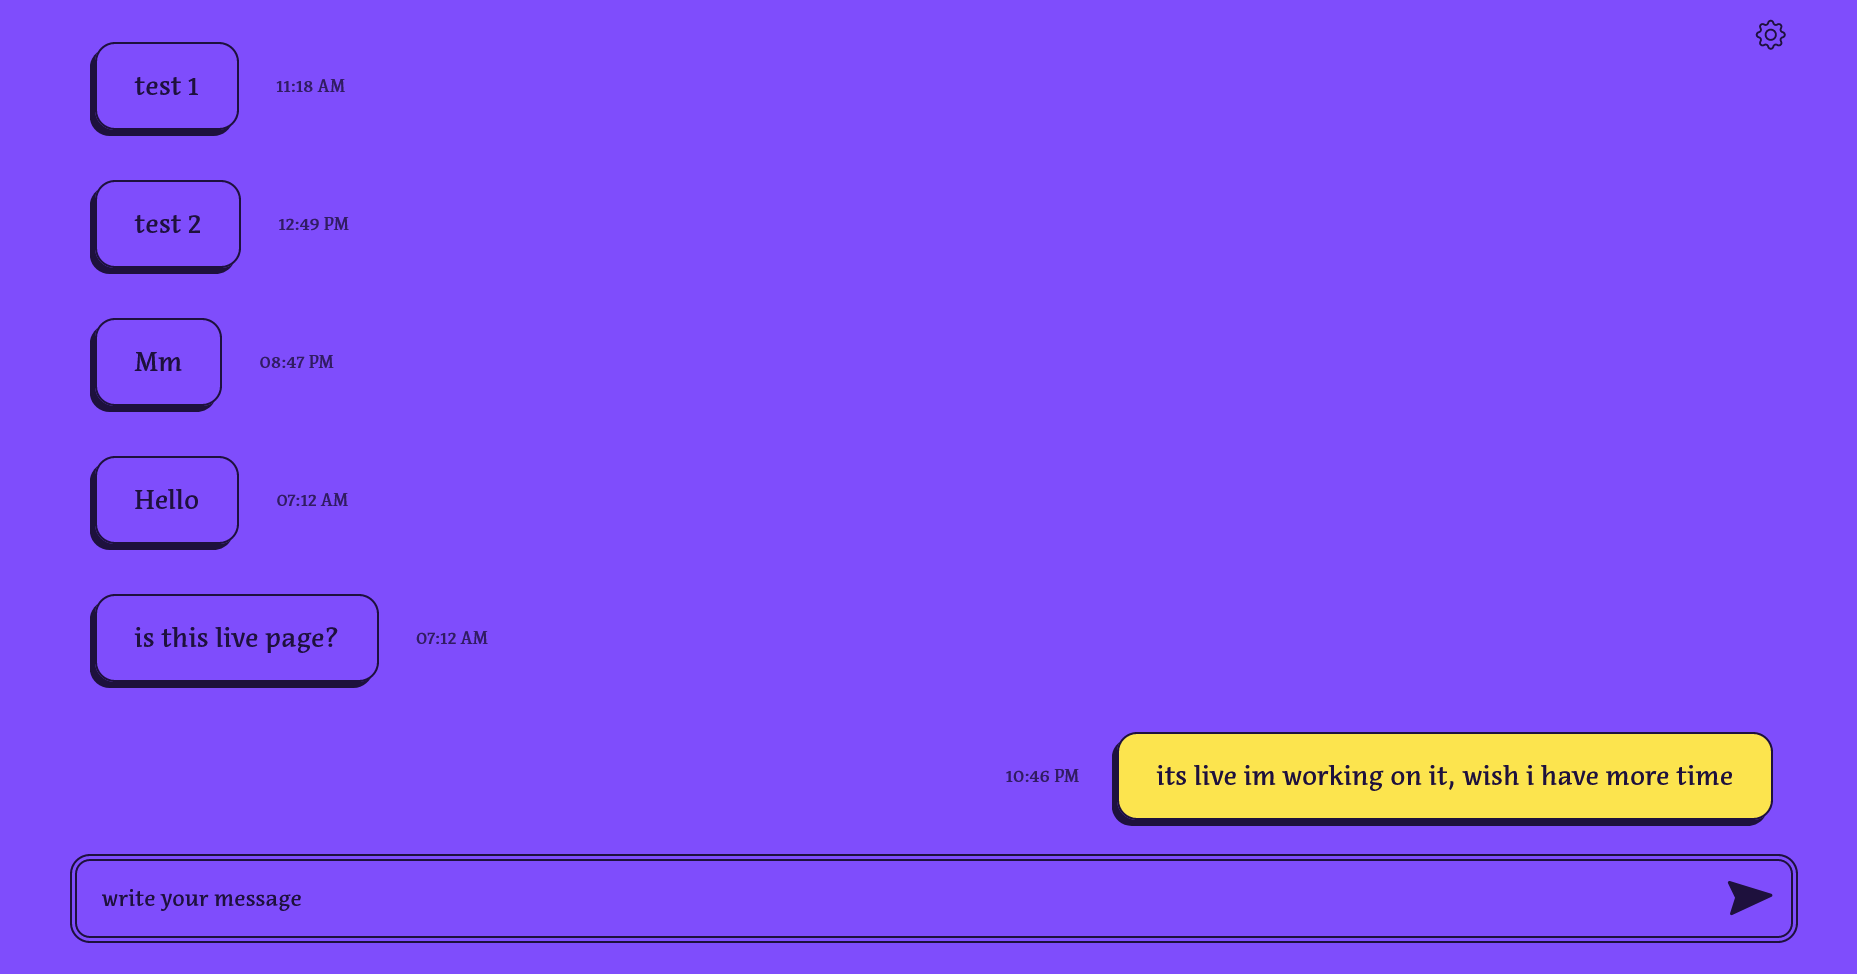 test 1
11:18 AM
test 2
12:49 PM
Mm
08:47 PM
Hello
07:12 AM
is this live page?
07:12 AM
10:46 PM
its live im working on it, wish i have more time
write your message